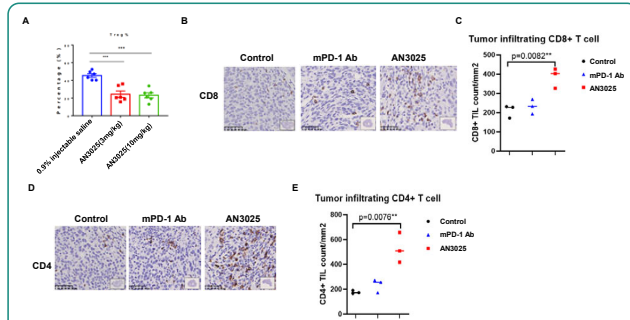 A
Treg%
***
***
Percentage (%)
0.9% injectable saline
AN3025(3mg/kg)
AN3025(10mg/kg)
B
Control
mPD-1 Ab
AN3025
CD8
C
Tumor infiltrating CD8+ T cell
p=0.0082**
CD8+ TIL count/mm2
500
400
300
200
100
0
Control
mPD-1 Ab
AN3025
D
Control
mPD-1 Ab
AN3025
CD4
E
Tumor infiltrating CD4+ T cell
p=0.0076**
CD4+ TIL count/mm2
800
600
400
200
0
Control
mPD-1 Ab
AN3025